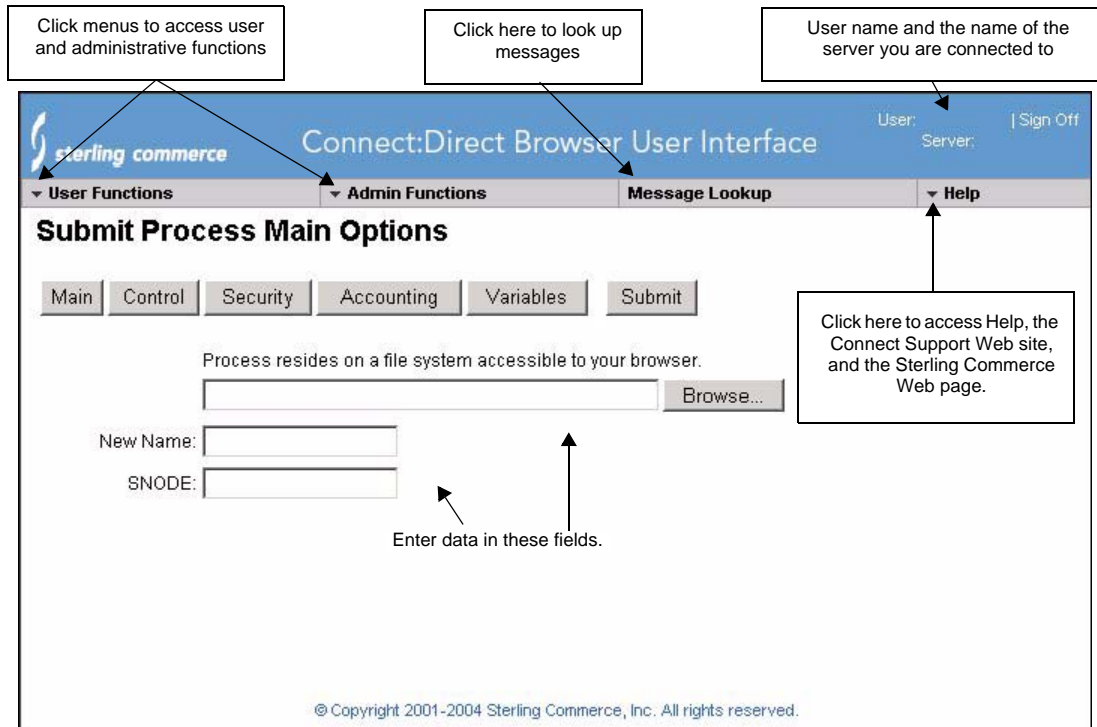 Click menus to access user
and administrative functions
Click here to look up
messages
User name and the name of the
server you are connected to
sterling commerce
Connect:Direct Browser User Interface
User:
| Sign Off
Server:
User Functions
Admin Functions
Message Lookup
Help
Submit Process Main Options
Main
Control
Security
Accounting
Variables
Submit
Click here to access Help, the
Connect Support Web site,
and the Sterling Commerce
Web page.
Process resides on a file system accessible to your browser.
Browse...
New Name:
SNODE:
Enter data in these fields.
© Copyright 2001-2004 Sterling Commerce, Inc. All rights reserved.